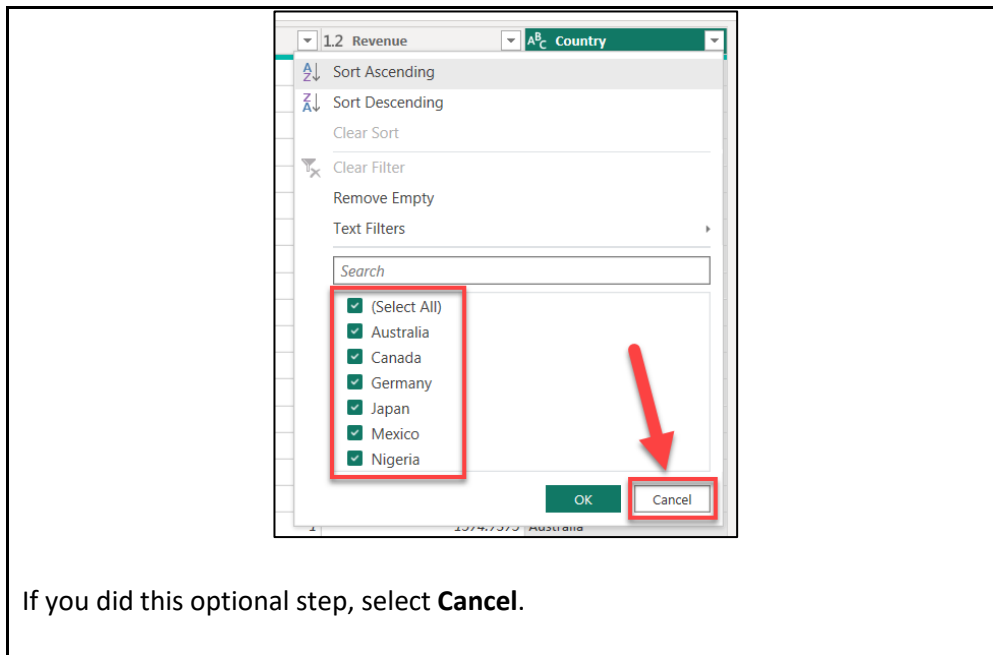 1.2 Revenue ABC Country
Sort Ascending
Sort Descending
Clear Sort
Clear Filter
Remove Empty
Text Filters
Search
(Select All)
Australia
Canada
Germany
Japan
Mexico
Nigeria
OK Cancel
Australia
If you did this optional step, select Cancel.